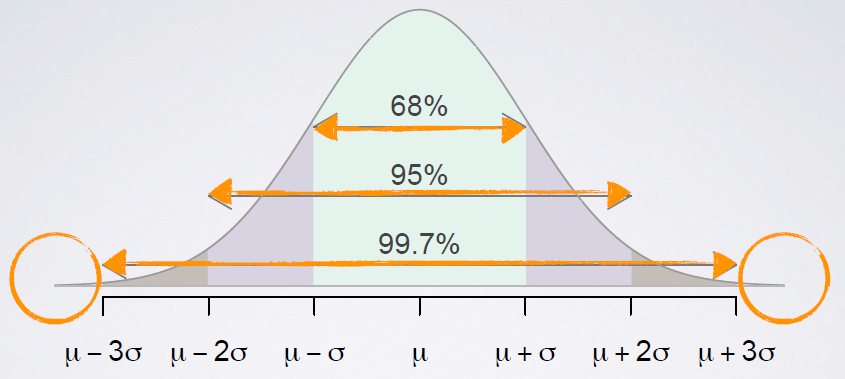 68%
95%
99.7%
μ – 3σ μ – 2σ μ – σ μ μ + σ μ + 2σ μ + 3σ